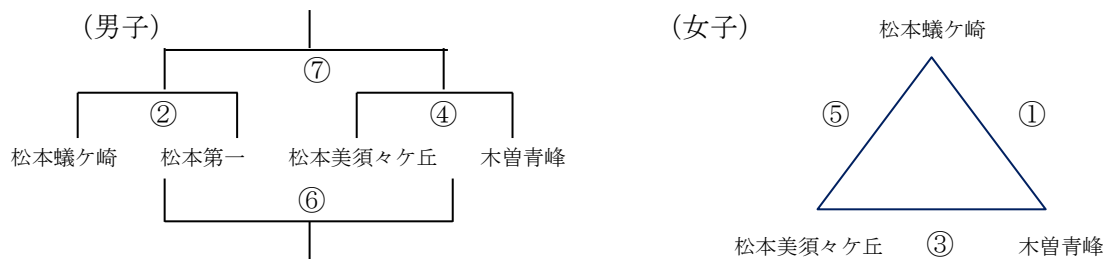 （男子）
⑦
②
④
松本蟻ケ崎 松本第一 松本美須々ケ丘 木曽青峰
⑥
（女子）
松本蟻ケ崎
⑤ ①
松本美須々ケ丘 ③ 木曽青峰